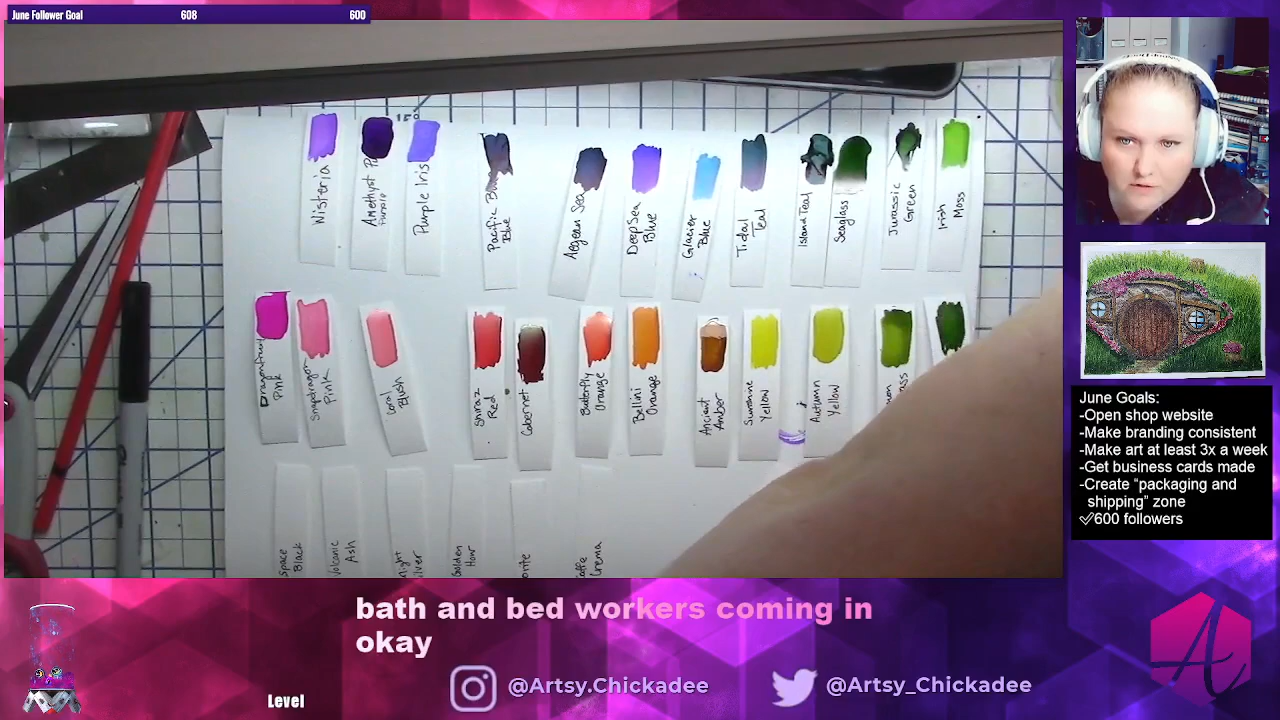 June Follower Goal 608 600
Wisteria
Amethyst
Purple
Purple Iris
Pacific
Blue
Aegean Sea
Deep Sea
Blue
Glacier
Blue
Tidal
Teal
Island Teal
Seaglass
Jurassic
Green
Irish
Moss
Dragonfruit
Pink
Snapdragon
Pink
Coral
Blush
Shiraz
Red
Cabernet
Butterfly
Orange
Bellini
Orange
Ancient
Amber
Sunshine
Yellow
Autumn
Yellow
Space
Black
Volcanic
Ash
Golden
Hour
Crema
June Goals:
-Open shop website
-Make branding consistent
-Make art at least 3x a week
-Get business cards made
-Create "packaging and
shipping" zone
✓600 followers
bath and bed workers coming in
okay
@Artsy.Chickadee
@Artsy_Chickadee
Level